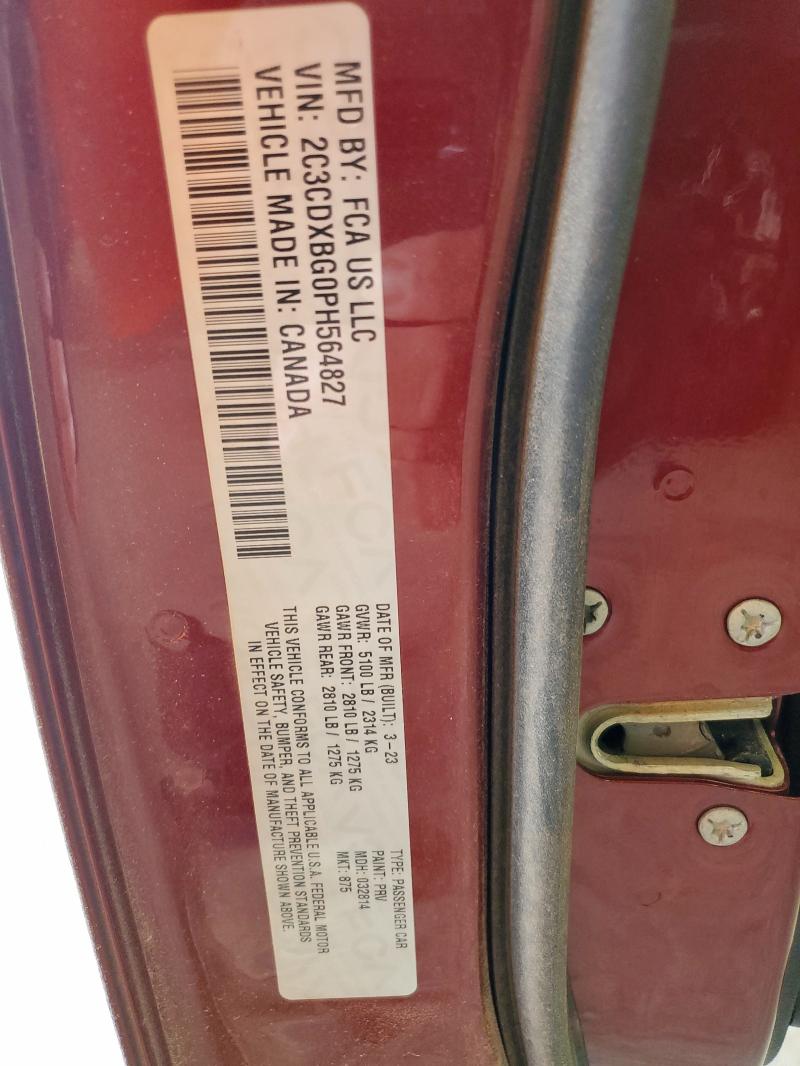 MFD BY: FCA US LLC
VIN: 2C3CDXBG0PH564827
VEHICLE MADE IN: CANADA
DATE OF MFR (BUILT): 3-23
GVWR: 5100 LB / 2314 KG
GAWR FRONT: 2810 LB / 1275 KG
GAWR REAR: 2810 LB / 1275 KG
TYPE: PASSENGER CAR
PAINT: PRV
MDH: 032814
MKT: 875
THIS VEHICLE CONFORMS TO ALL APPLICABLE U.S.A. FEDERAL MOTOR
VEHICLE SAFETY, BUMPER, AND THEFT PREVENTION STANDARDS
IN EFFECT ON THE DATE OF MANUFACTURE SHOWN ABOVE.